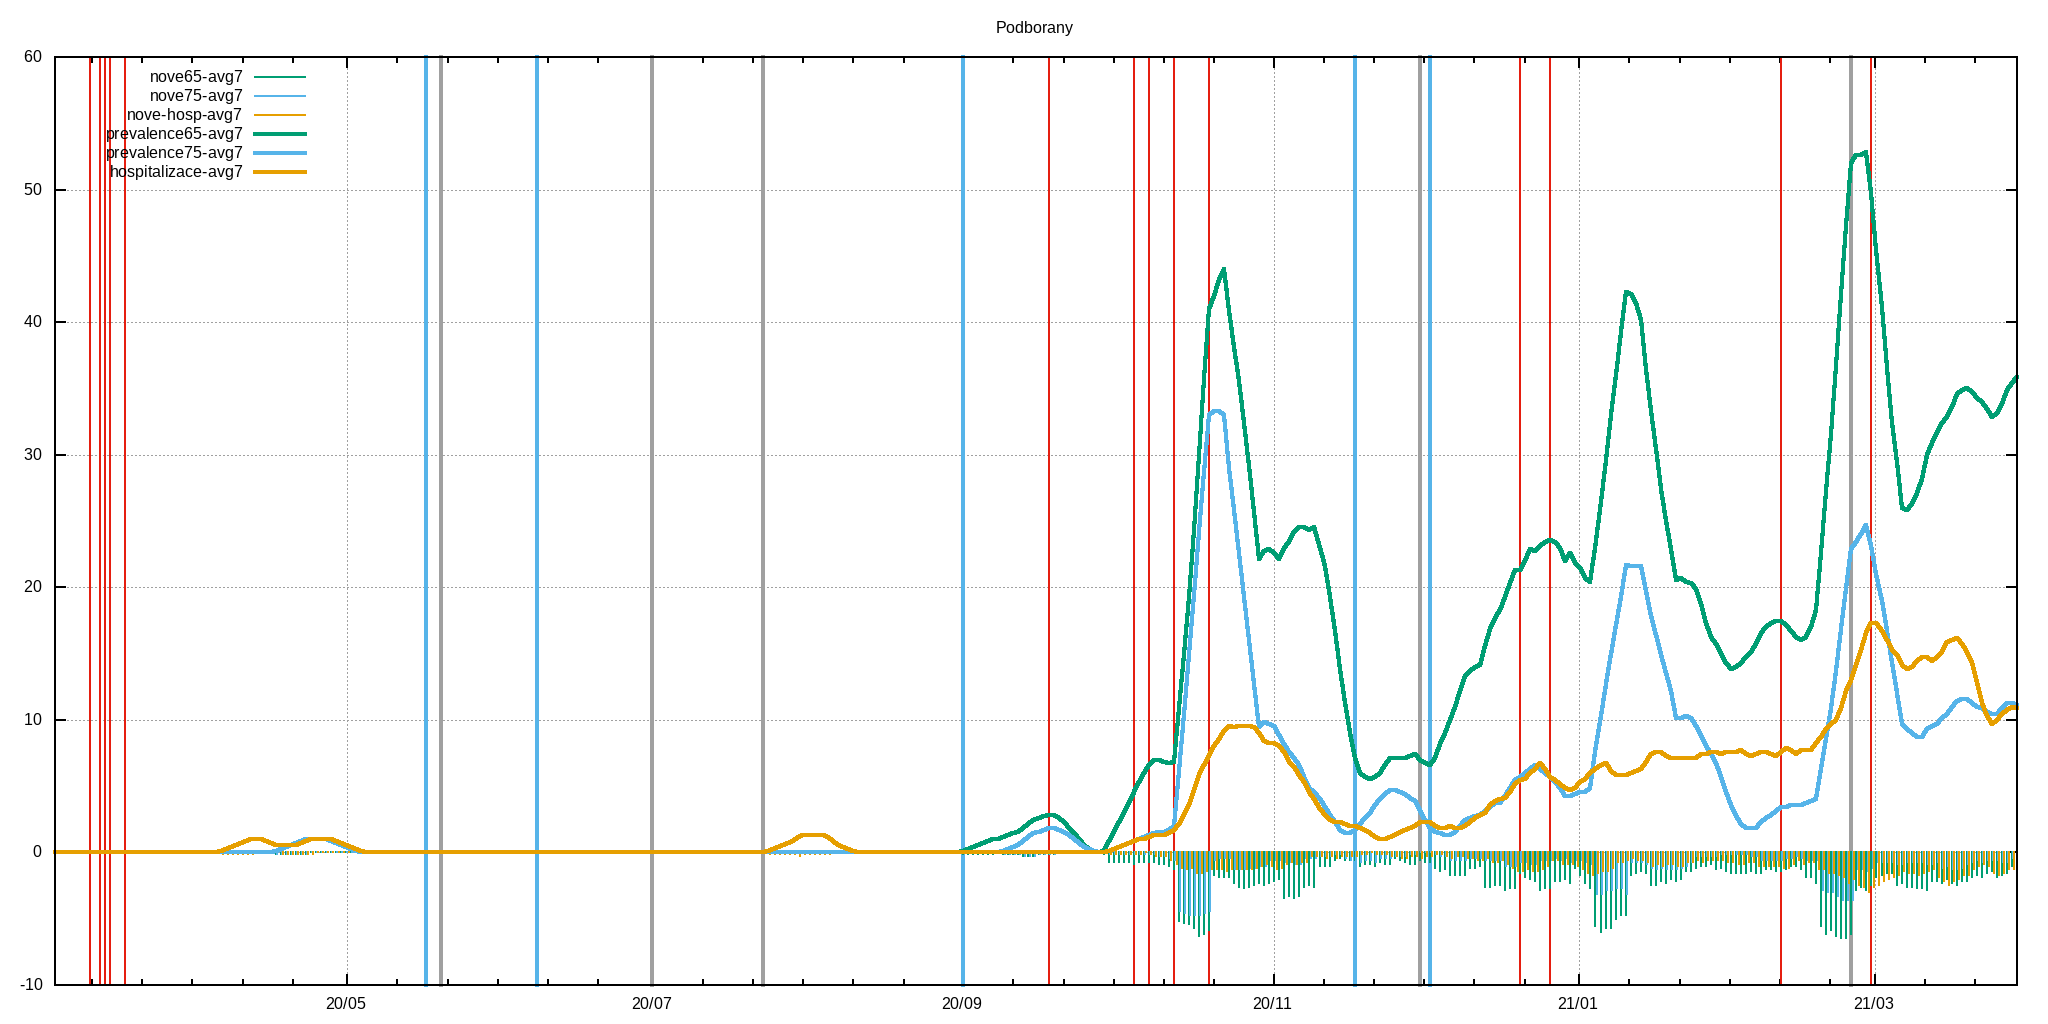 Podborany
60
50
40
30
20
10
0
-10
nove65-avg7
nove75-avg7
nove-hosp-avg7
prevalence65-avg7
prevalence75-avg7
hospitalizace-avg7
20/05 20/07 20/09 20/11 21/01 21/03